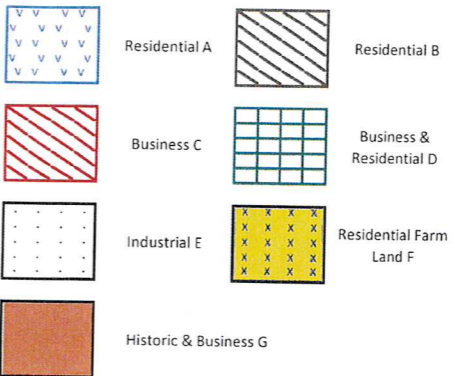 Residential A
Residential B
Business C
Business &
Residential D
Industrial E
Residential Farm
Land F
Historic & Business G